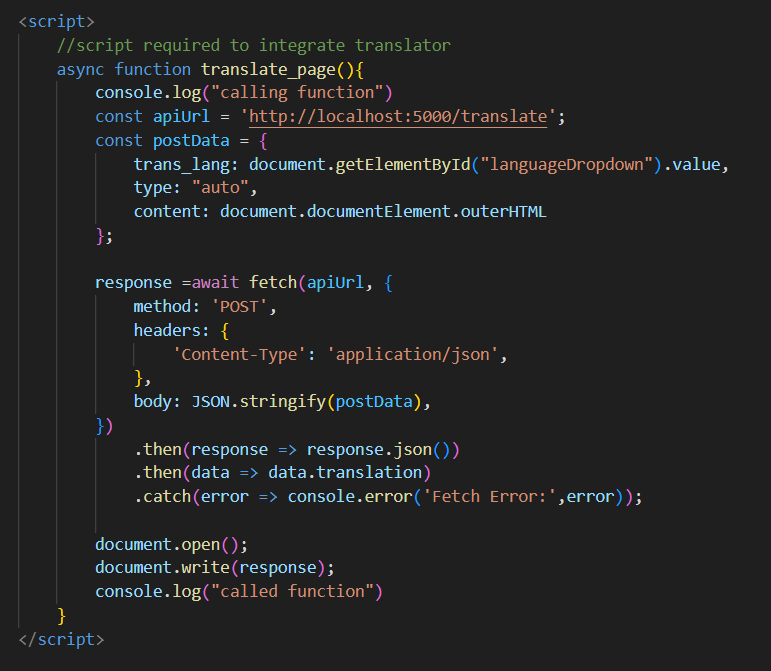 <script>
//script required to integrate translator
async function translate_page(){
console.log("calling function")
const apiUrl = 'http://localhost:5000/translate';
const postData = {
trans_lang: document.getElementById("languageDropdown").value,
type: "auto",
content: document.documentElement.outerHTML
};
response =await fetch(apiUrl, {
method: 'POST',
headers: {
'Content-Type': 'application/json',
},
body: JSON.stringify(postData),
})
.then(response => response.json())
.then(data => data.translation)
.catch(error => console.error('Fetch Error:',error));
document.open();
document.write(response);
console.log("called function")
}
</script>